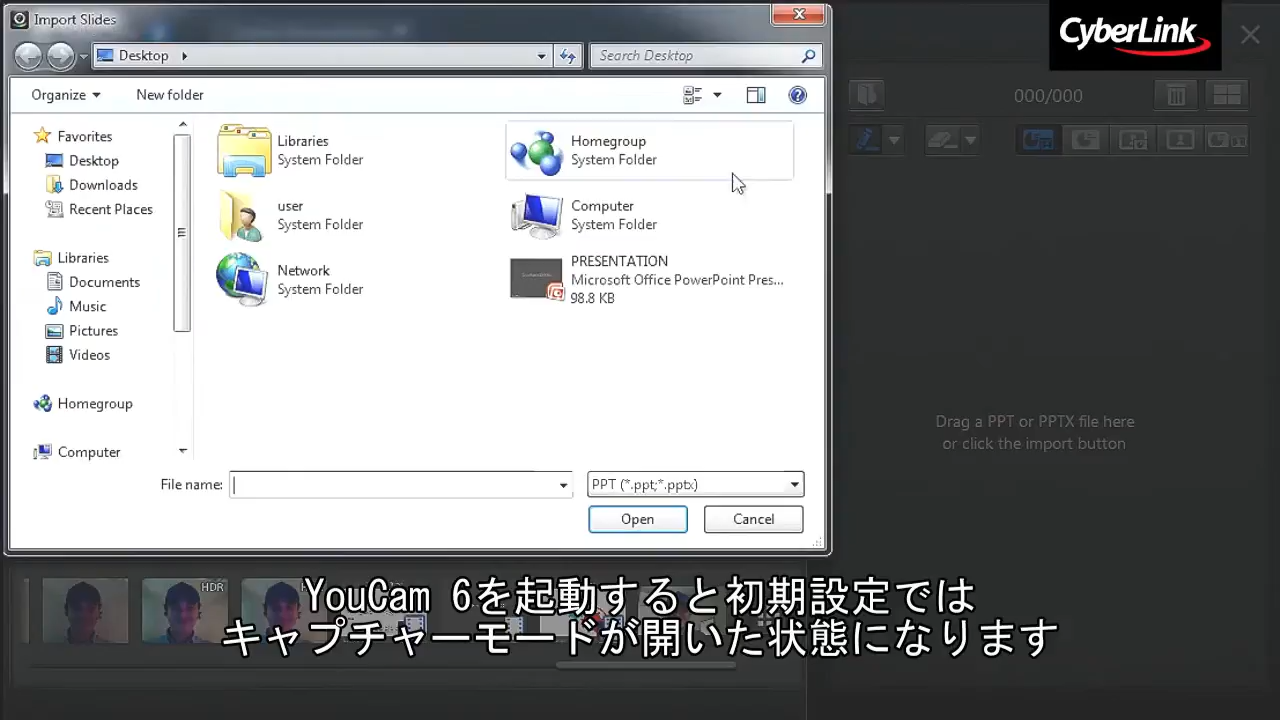 Import Slides
CyberLink
Desktop
Search Desktop
Organize
New folder
000/000
Favorites
Desktop
Downloads
Recent Places
Libraries
Documents
Music
Pictures
Videos
Homegroup
Computer
Libraries
System Folder
Homegroup
System Folder
user
System Folder
Computer
System Folder
Network
System Folder
PRESENTATION
Microsoft Office PowerPoint Pres...
98.8 KB
Drag a PPT or PPTX file here
or click the import button
File name:
PPT (*.ppt;*.pptx)
Open
Cancel
HDR
YouCam 6を起動すると初期設定では
キャプチャーモードが開いた状態になります